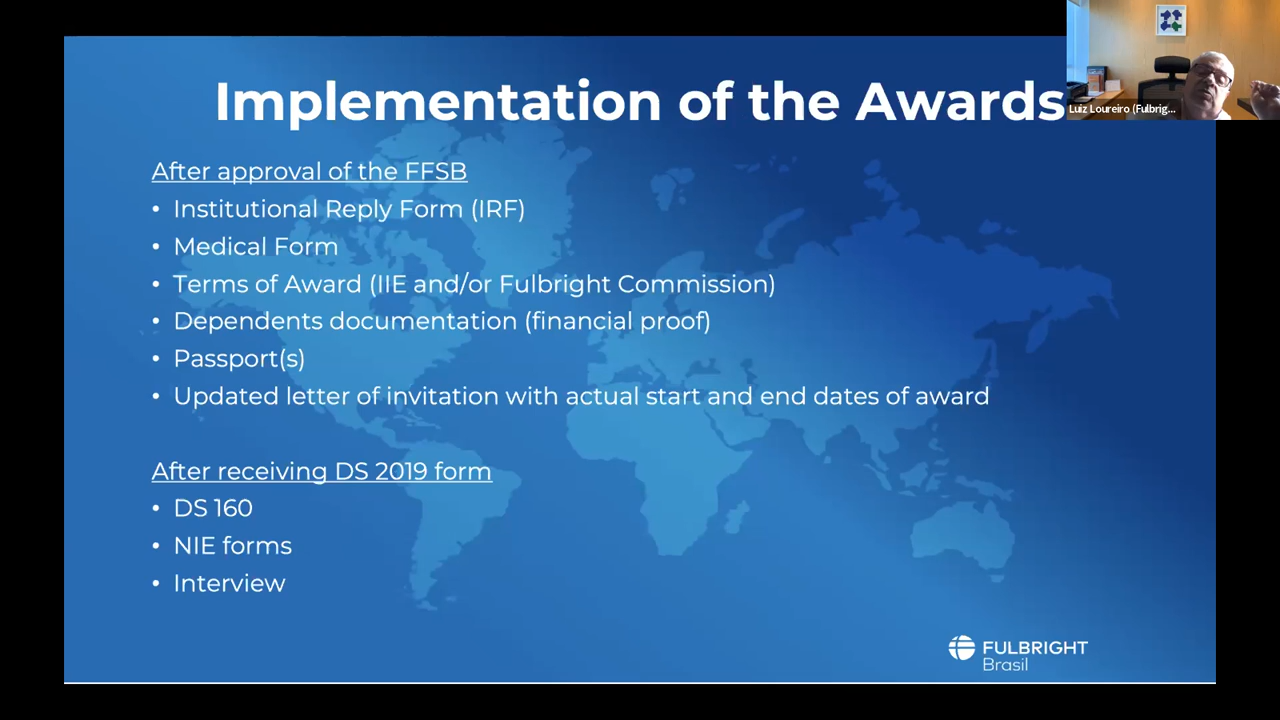 Implementation of the Awards
Luiz Loureiro (Fulbrig...
After approval of the FFSB
• Institutional Reply Form (IRF)
• Medical Form
• Terms of Award (IIE and/or Fulbright Commission)
• Dependents documentation (financial proof)
• Passport(s)
• Updated letter of invitation with actual start and end dates of award
After receiving DS 2019 form
• DS 160
• NIE forms
• Interview
FULBRIGHT
Brasil